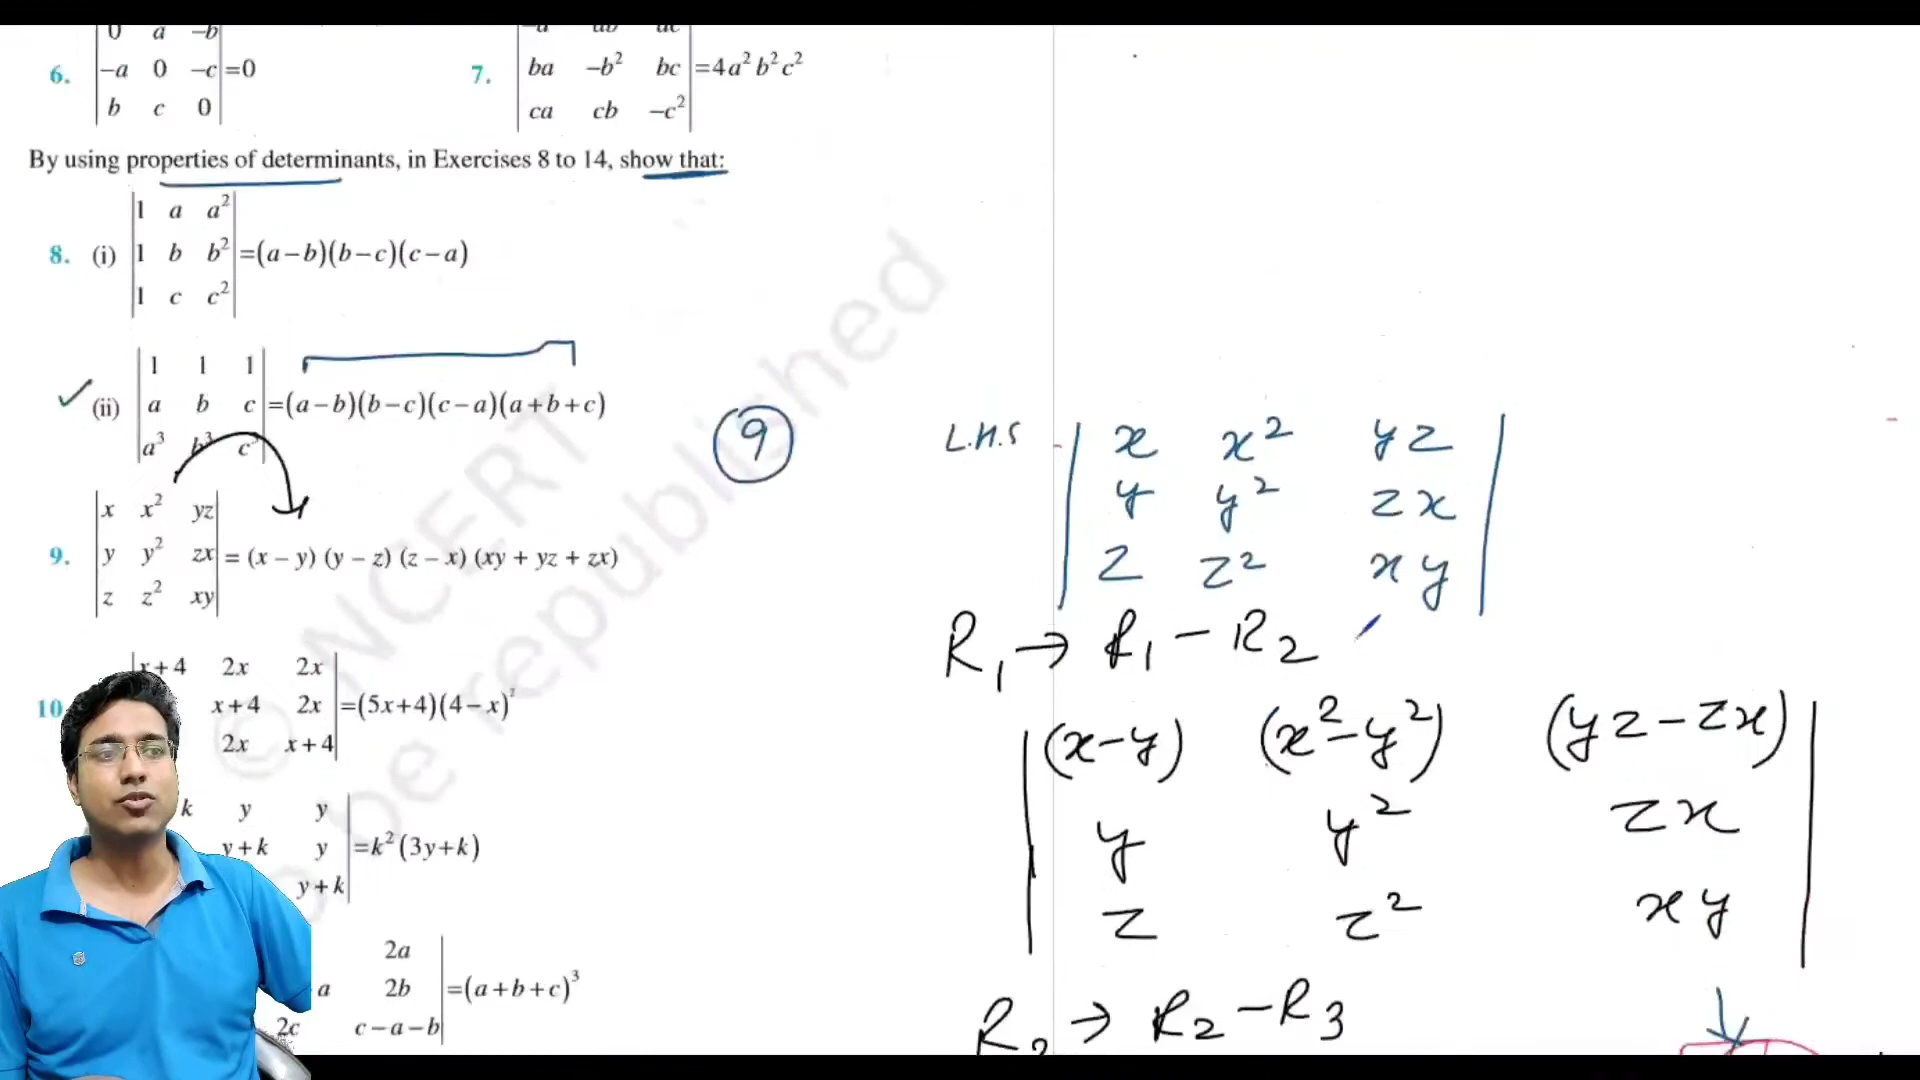 0 a −b
6. −a 0 −c =0
b c 0
7. ba −b² bc =4a²b²c²
ca cb −c²
By using properties of determinants, in Exercises 8 to 14, show that:
1 a a²
8. (i) 1 b b² =(a−b)(b−c)(c−a)
1 c c²
1 1 1
✓ (ii) a b c =(a−b)(b−c)(c−a)(a+b+c)
a³ b³ c
x x² yz
9. y y² zx = (x – y) (y – z) (z – x) (xy + yz + zx)
z z² xy
x+4 2x 2x
10 x+4 2x =(5x+4)(4−x)²
2x x+4
k y y
y+k y =k²(3y+k)
y+k
2a
a 2b =(a+b+c)³
2c c−a−b
© NCERT
be republished
9
L.H.S x x² yz
y y² zx
z z² xy
R₁ → R₁ − R₂
(x−y) (x²−y²) (yz−zx)
y y² zx
z z² xy
R₂ → R₂ − R₃